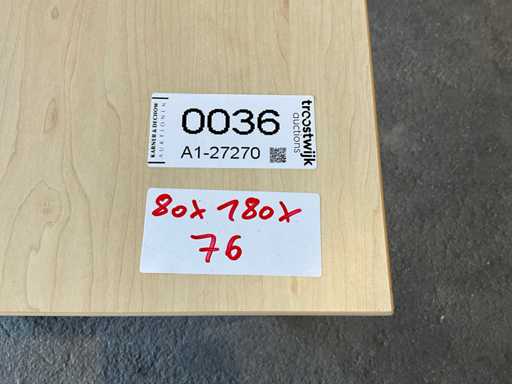 KARNER & DECHOW
AUKTIONEN
0036
A1-27270
troostwijk
auctions
80x180x
76